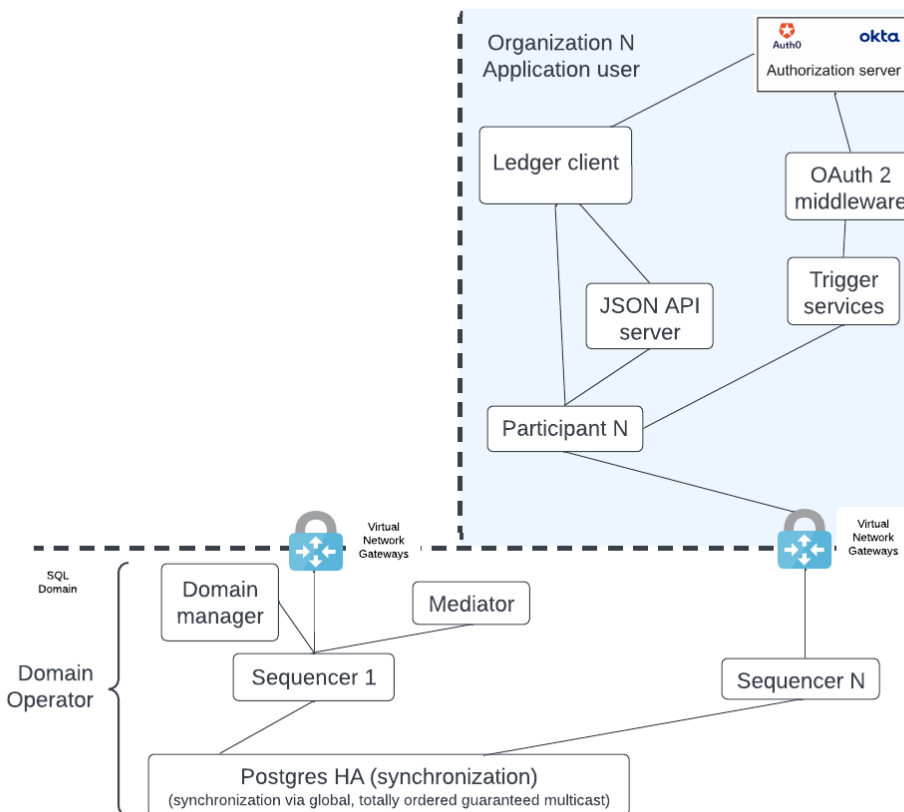 Organization N
Application user
Auth0
okta
Authorization server
Ledger client
OAuth 2
middleware
JSON API
server
Trigger
services
Participant N
Virtual
Network
Gateways
Virtual
Network
Gateways
SQL
Domain
Domain
manager
Mediator
Domain
Operator
Sequencer 1
Sequencer N
Postgres HA (synchronization)
(synchronization via global, totally ordered guaranteed multicast)